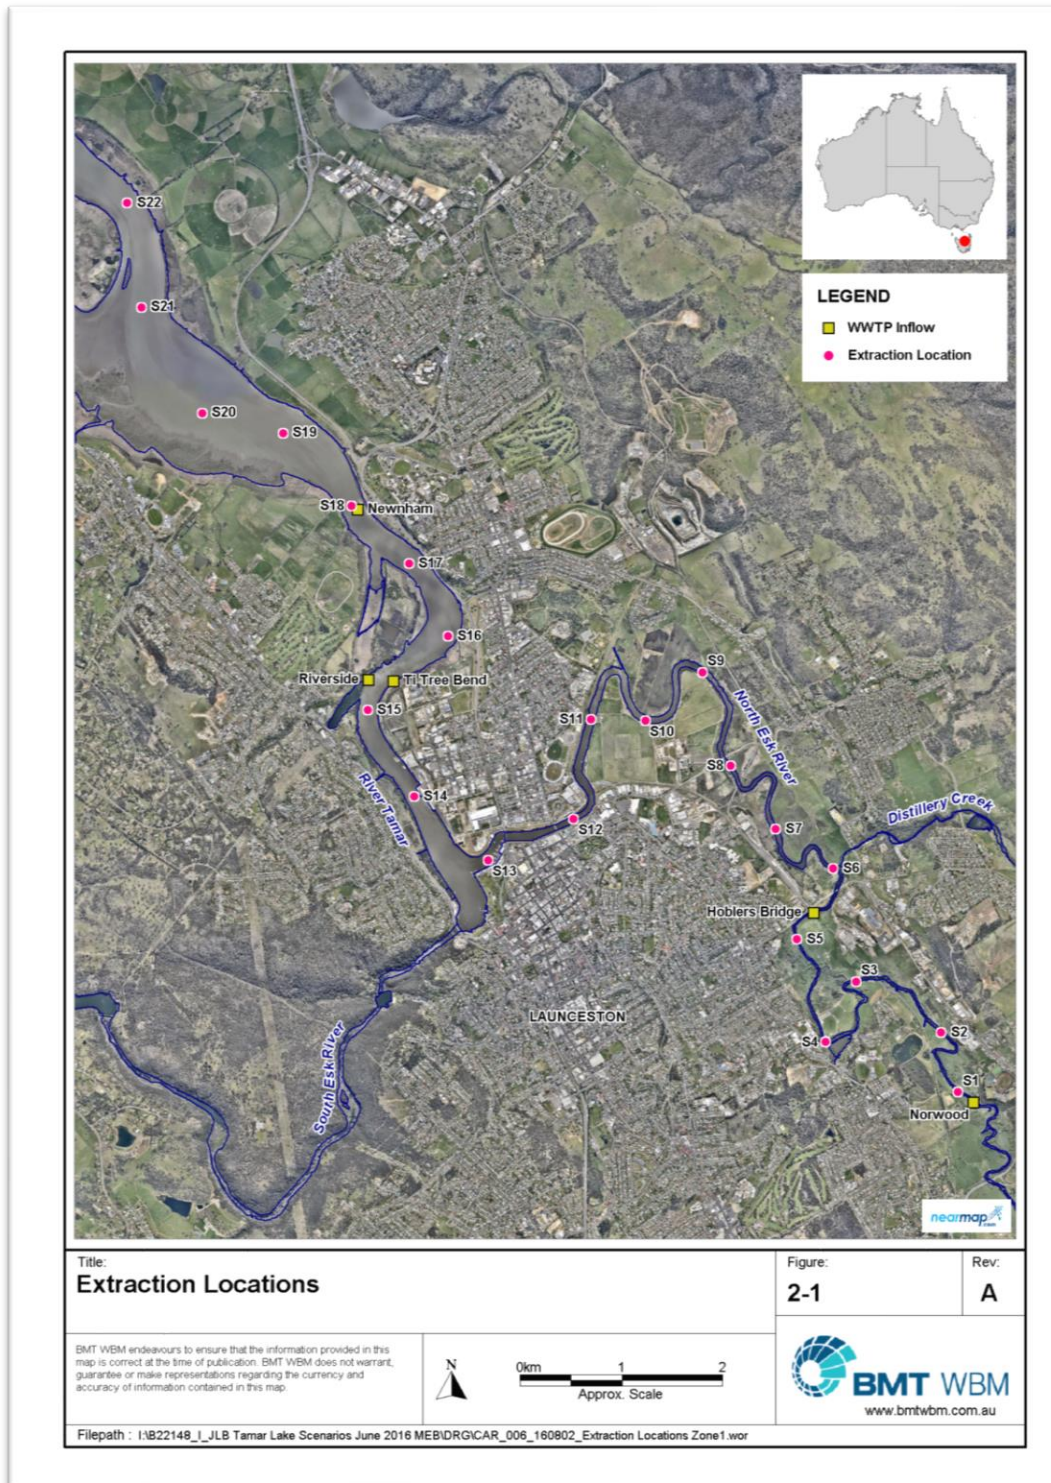 S22
S21
S20
S19
S18
Newnham
S17
S16
Riverside
Ti Tree Bend
S15
S14
River Tamar
S13
S12
S11
S10
S9
North Esk River
S8
S7
Distillery Creek
S6
Hoblers Bridge
S5
S3
LAUNCESTON
S4
S2
S1
Norwood
South Esk River
LEGEND
WWTP Inflow
Extraction Location
nearmap
.com
Title:
Extraction Locations
Figure:
2-1
Rev:
A
BMT WBM endeavours to ensure that the information provided in this
map is correct at the time of publication. BMT WBM does not warrant,
guarantee or make representations regarding the currency and
accuracy of information contained in this map.
N
0km 1 2
Approx. Scale
BMT WBM
www.bmtwbm.com.au
Filepath : I:\B22148_I_JLB Tamar Lake Scenarios June 2016 MEB\DRG\CAR_006_160802_Extraction Locations Zone1.wor